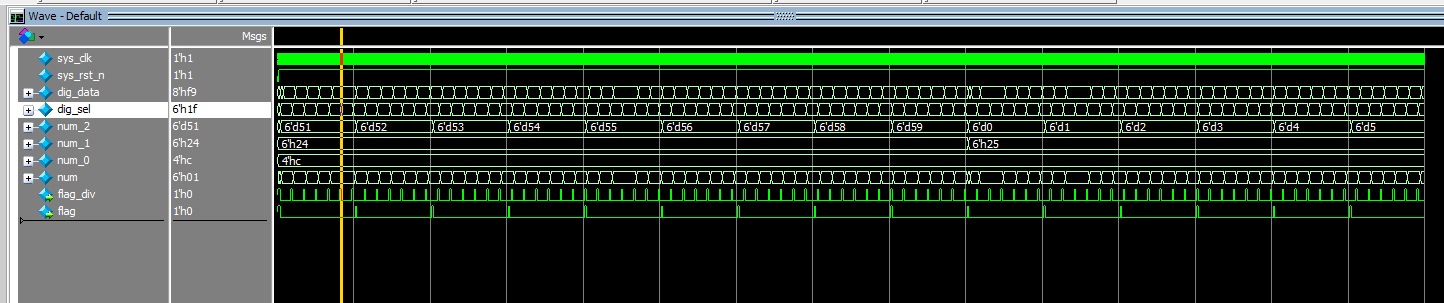 Wave - Default
Msgs
sys_clk 1'h1
sys_rst_n 1'h1
dig_data 8'hf9
dig_sel 6'h1f
num_2 6'd51 6'd51 6'd52 6'd53 6'd54 6'd55 6'd56 6'd57 6'd58 6'd59 6'd0 6'd1 6'd2 6'd3 6'd4 6'd5
num_1 6'h24 6'h24 6'h25
num_0 4'hc 4'hc
num 6'h01
flag_div 1'h0
flag 1'h0